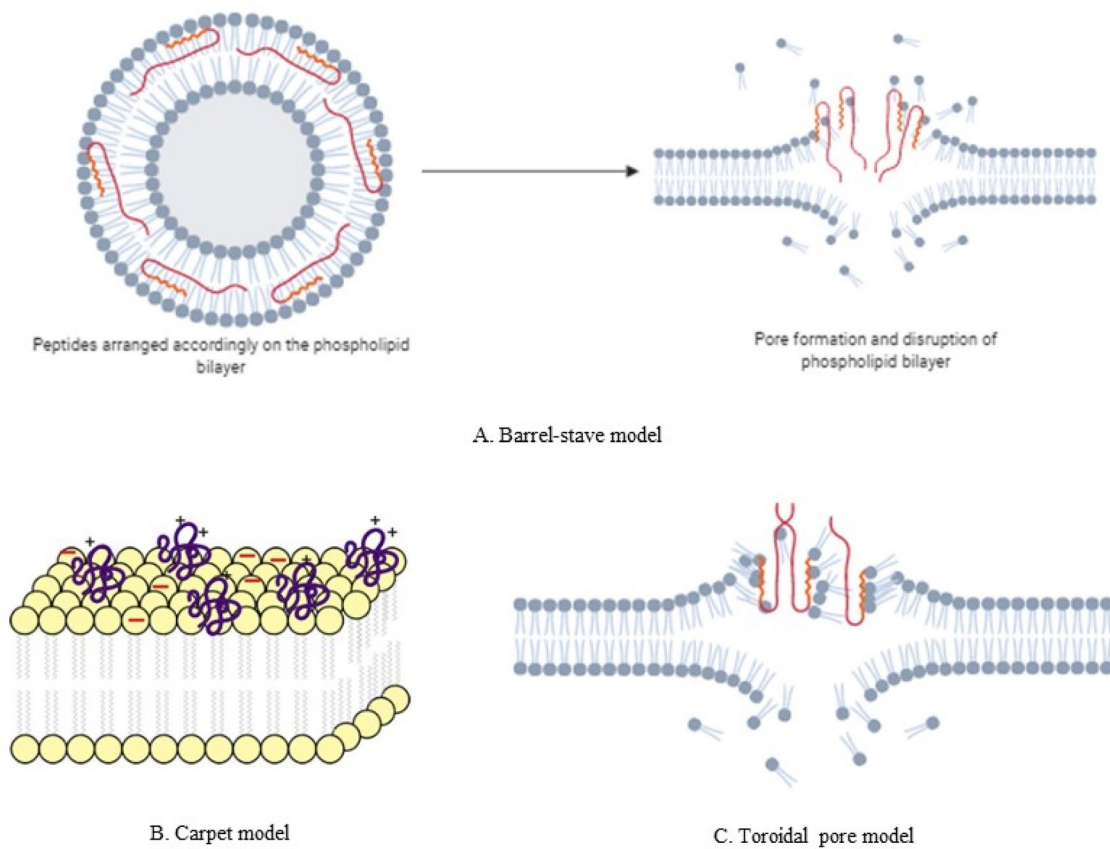 Peptides arranged accordingly on the phospholipid
bilayer
Pore formation and disruption of
phospholipid bilayer
A. Barrel-stave model
+
+ +
+ +
+
+
− − − − − −
B. Carpet model
C. Toroidal pore model